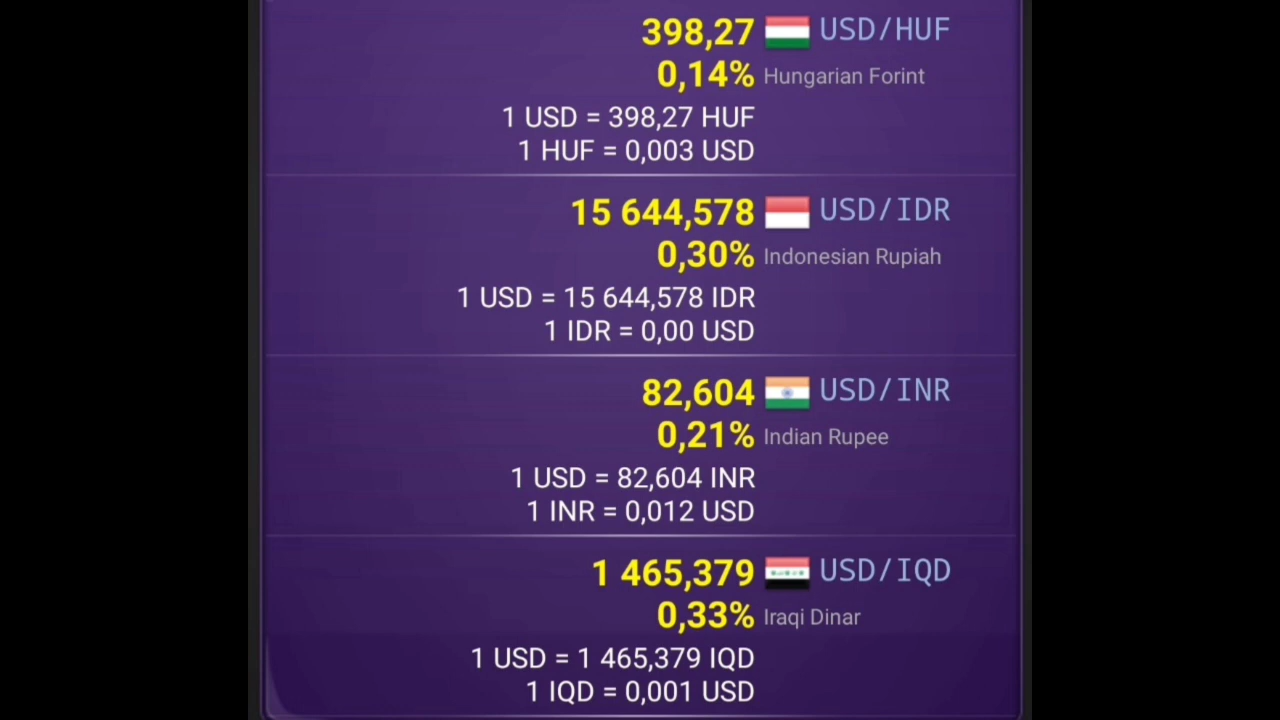 398,27 USD/HUF
0,14% Hungarian Forint
1 USD = 398,27 HUF
1 HUF = 0,003 USD
15 644,578 USD/IDR
0,30% Indonesian Rupiah
1 USD = 15 644,578 IDR
1 IDR = 0,00 USD
82,604 USD/INR
0,21% Indian Rupee
1 USD = 82,604 INR
1 INR = 0,012 USD
1 465,379 USD/IQD
0,33% Iraqi Dinar
1 USD = 1 465,379 IQD
1 IQD = 0,001 USD